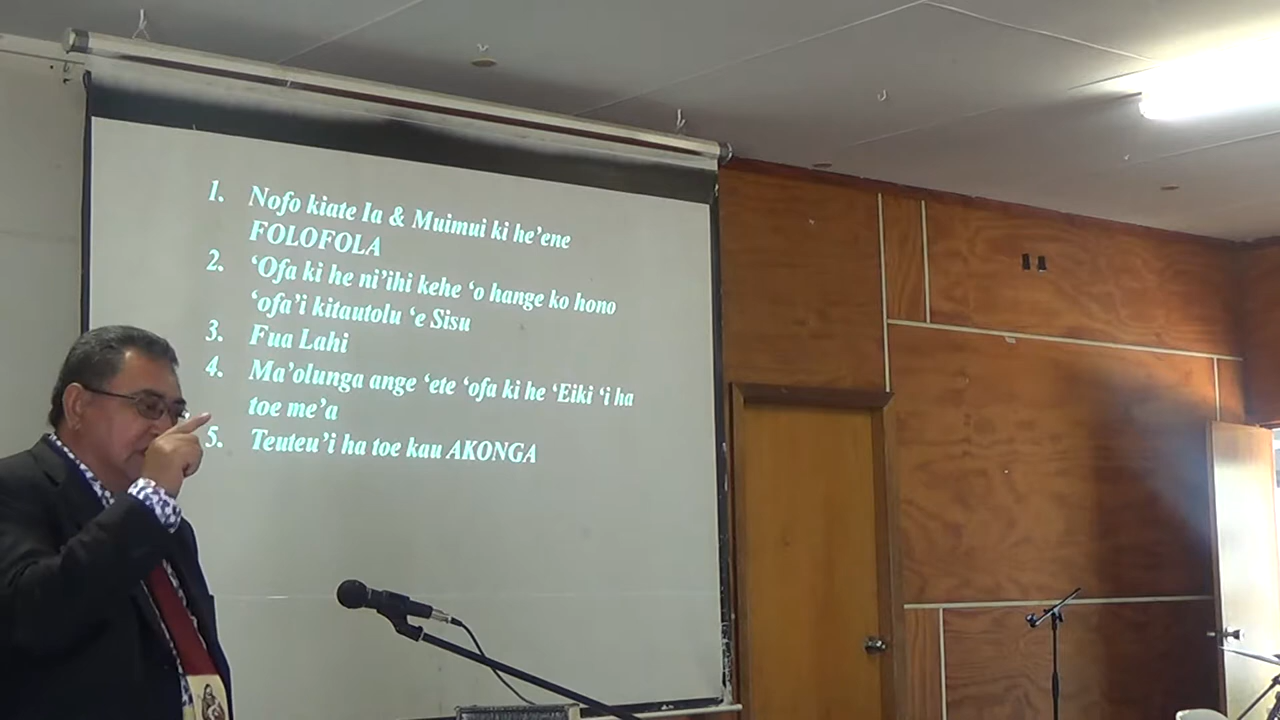 1. Nofo kiate Ia & Muimui ki he’ene
FOLOFOLA
2. ‘Ofa ki he ni’ihi kehe ‘o hange ko hono
‘ofa’i kitautolu ‘e Sisu
3. Fua Lahi
4. Ma’olunga ange ‘ete ‘ofa ki he ‘Eiki ‘i ha
toe me’a
5. Teuteu’i ha toe kau AKONGA